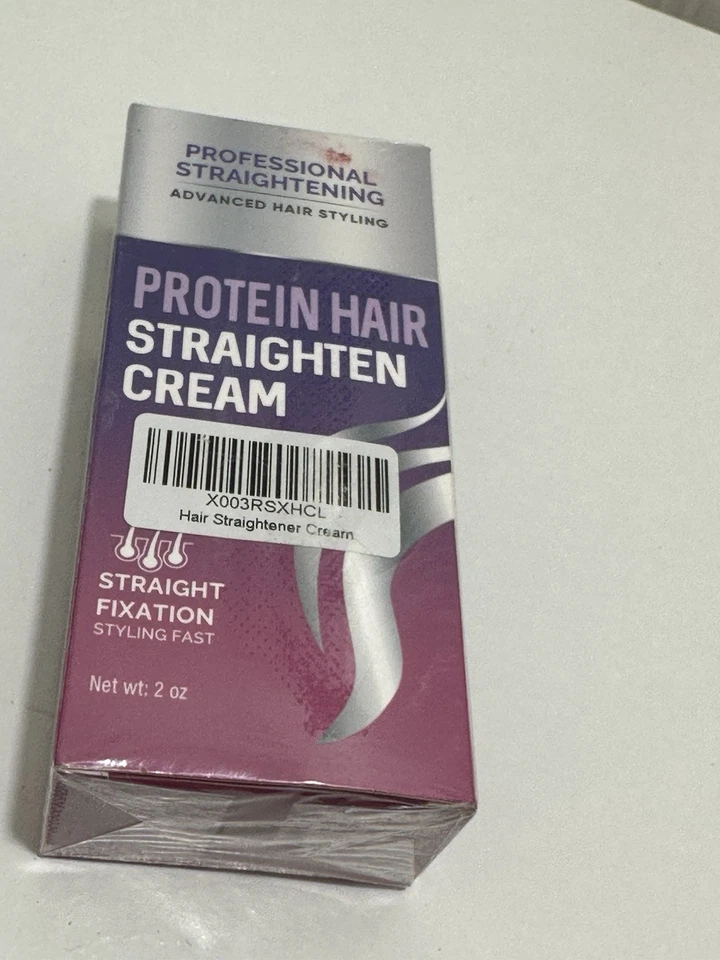 PROFESSIONAL
STRAIGHTENING
ADVANCED HAIR STYLING
PROTEIN HAIR
STRAIGHTEN
CREAM
X003RSXHCL
Hair Straightener Cream
STRAIGHT
FIXATION
STYLING FAST
Net wt: 2 oz